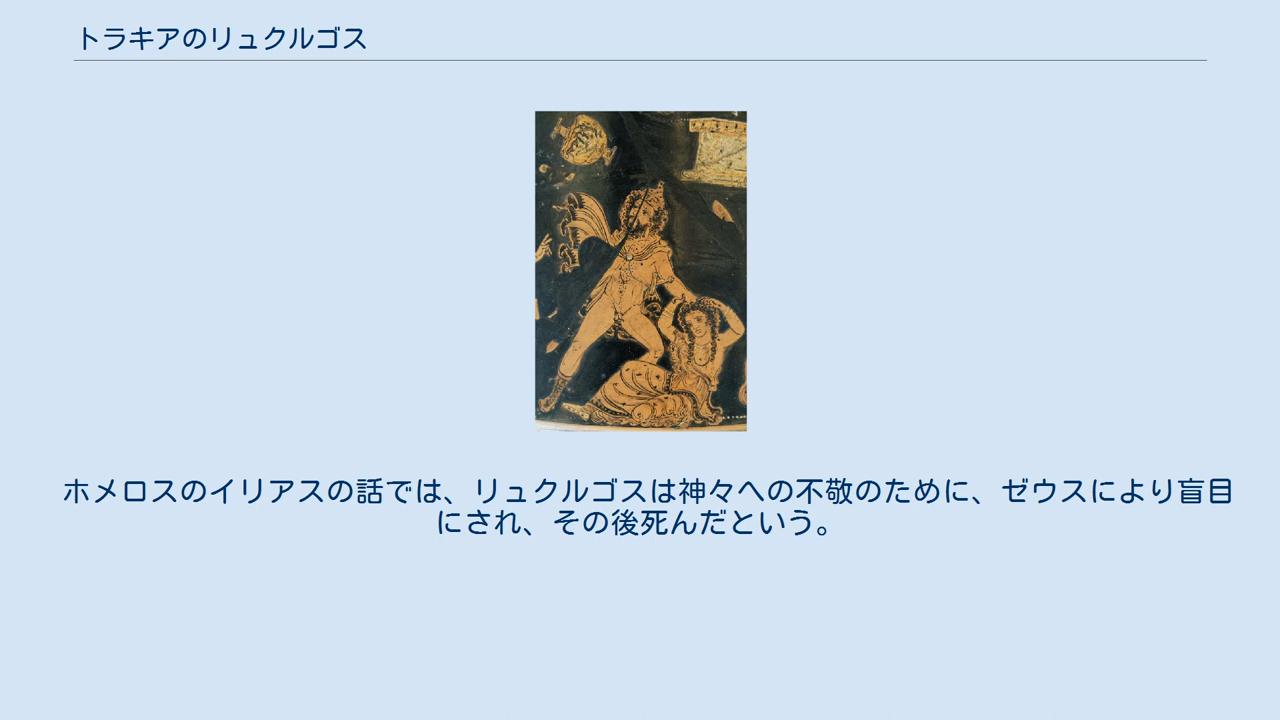 トラキアのリュクルゴス
ホメロスのイリアスの話では、リュクルゴスは神々への不敬のために、ゼウスにより盲目
にされ、その後死んだという。